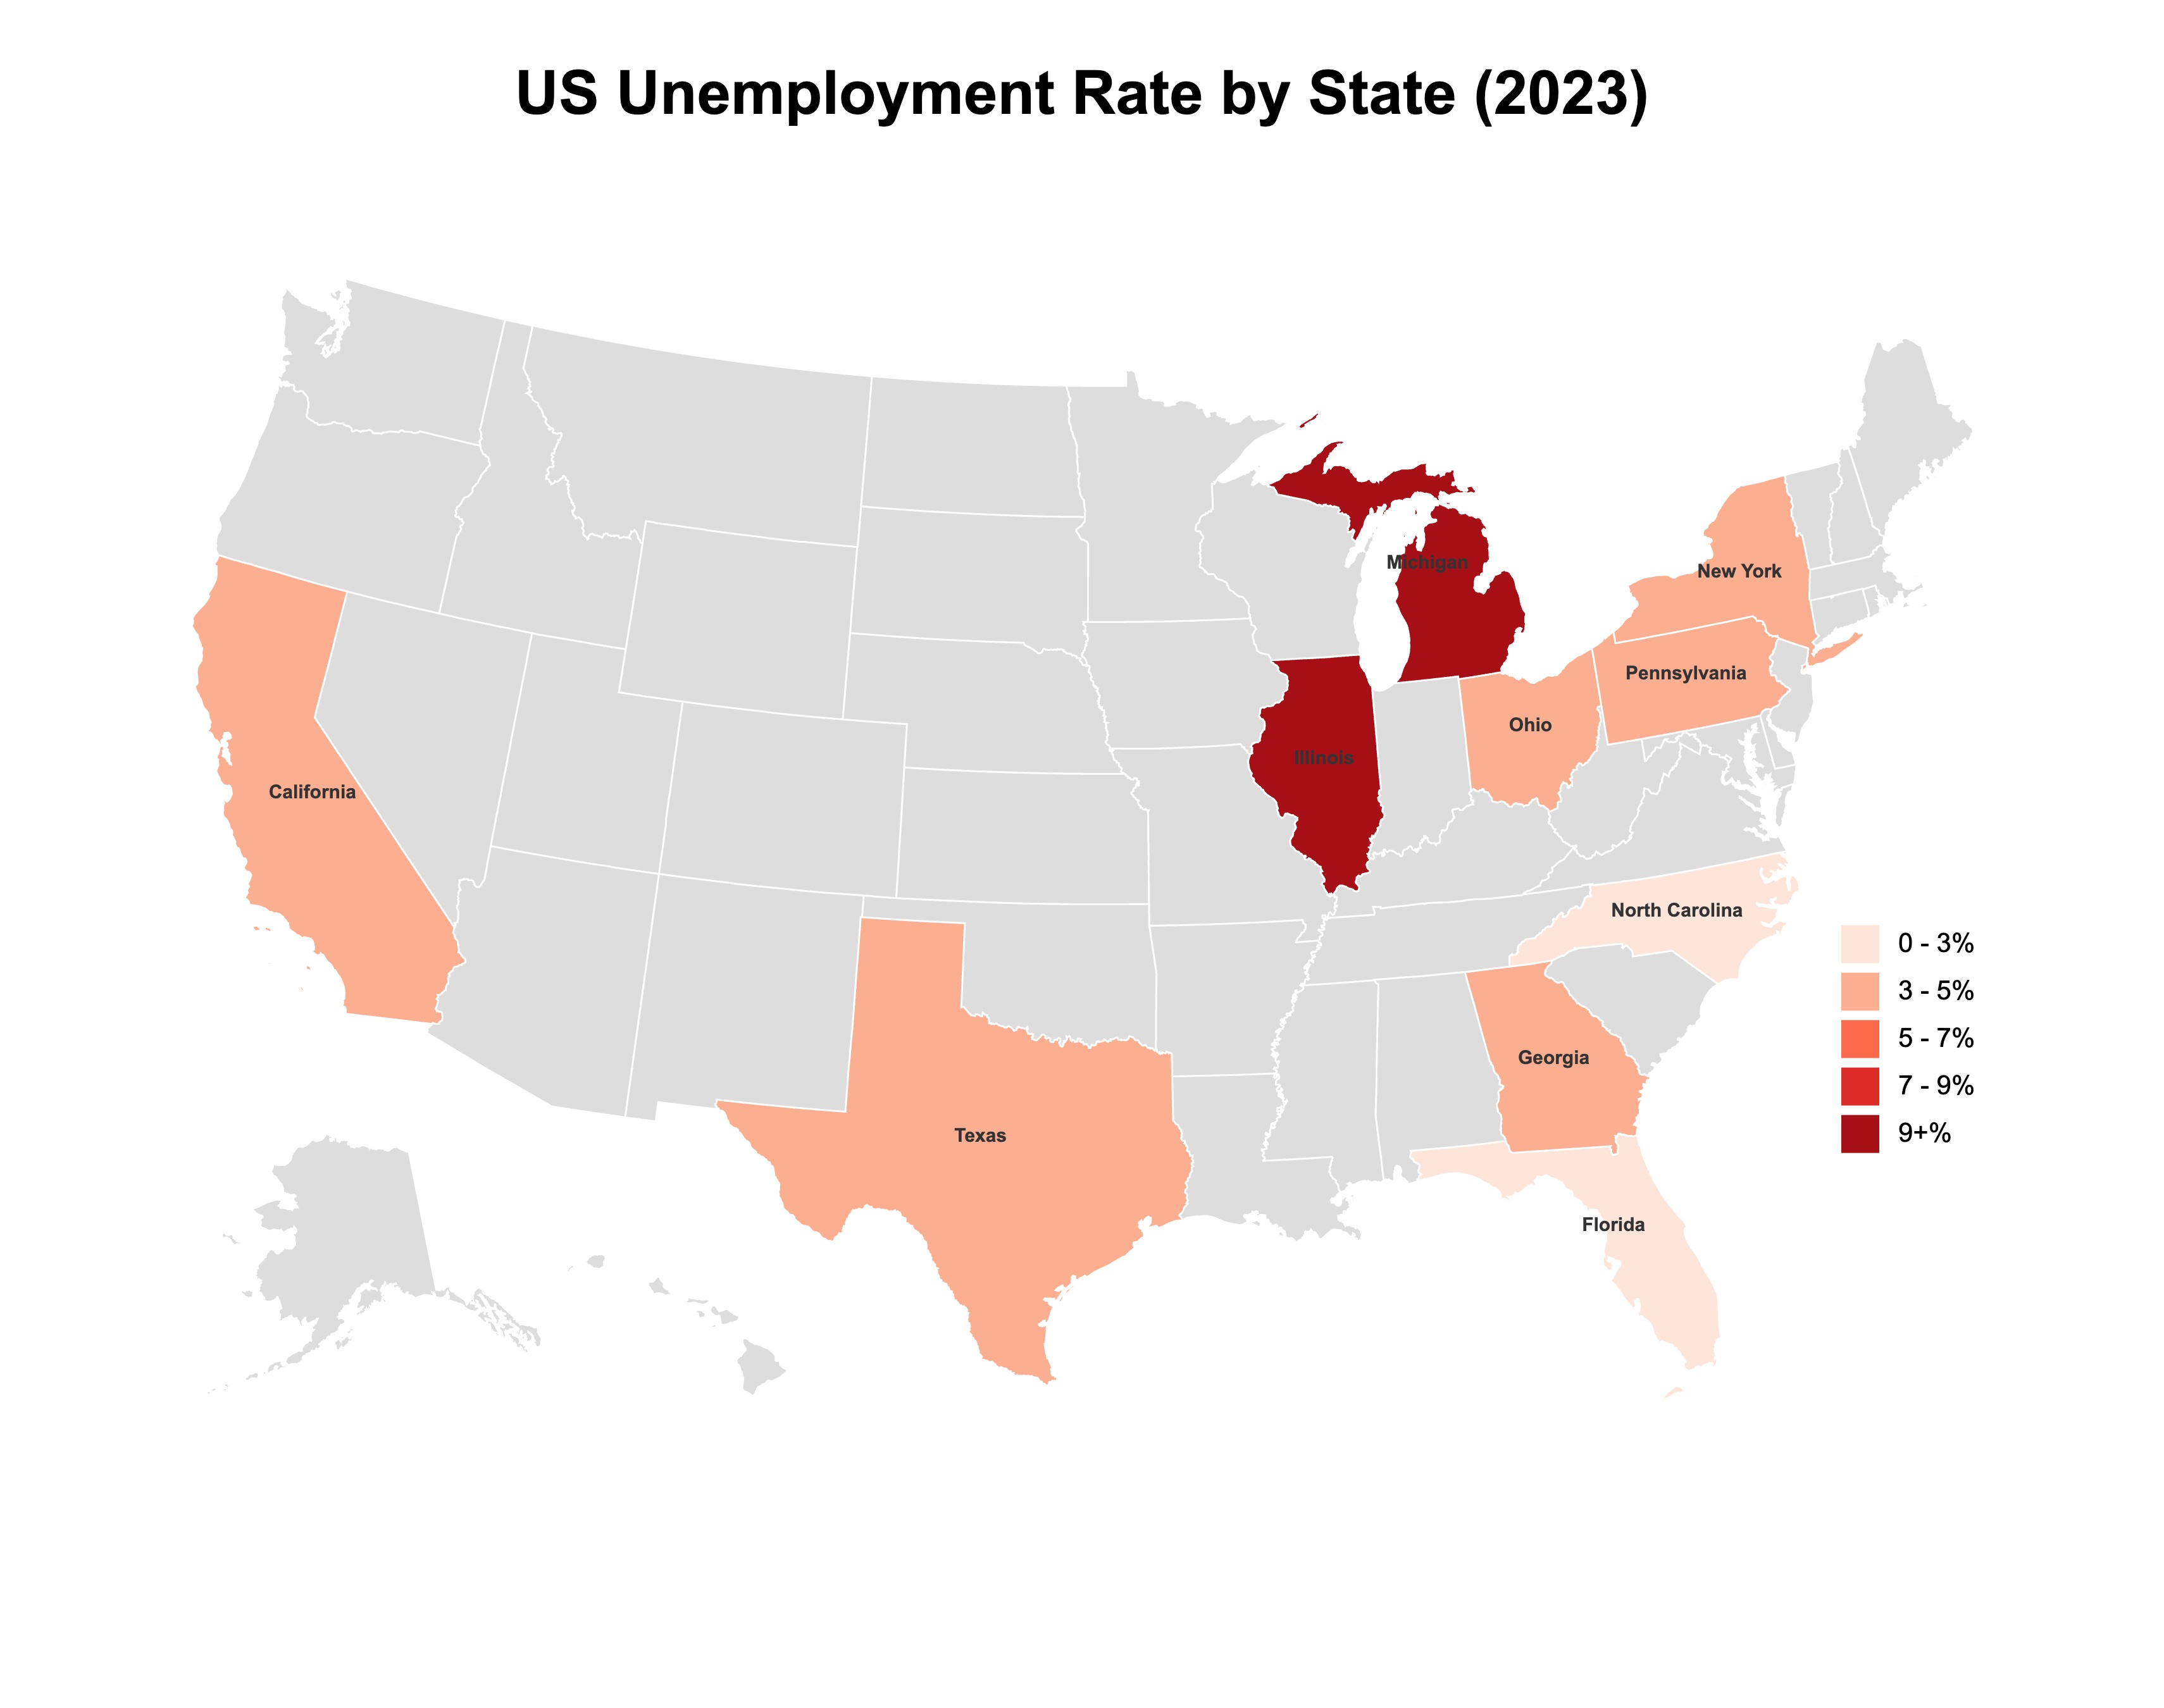 US Unemployment Rate by State (2023)
Michigan
New York
Pennsylvania
Ohio
Illinois
California
North Carolina
0 - 3%
3 - 5%
5 - 7%
Georgia
7 - 9%
9+%
Texas
Florida